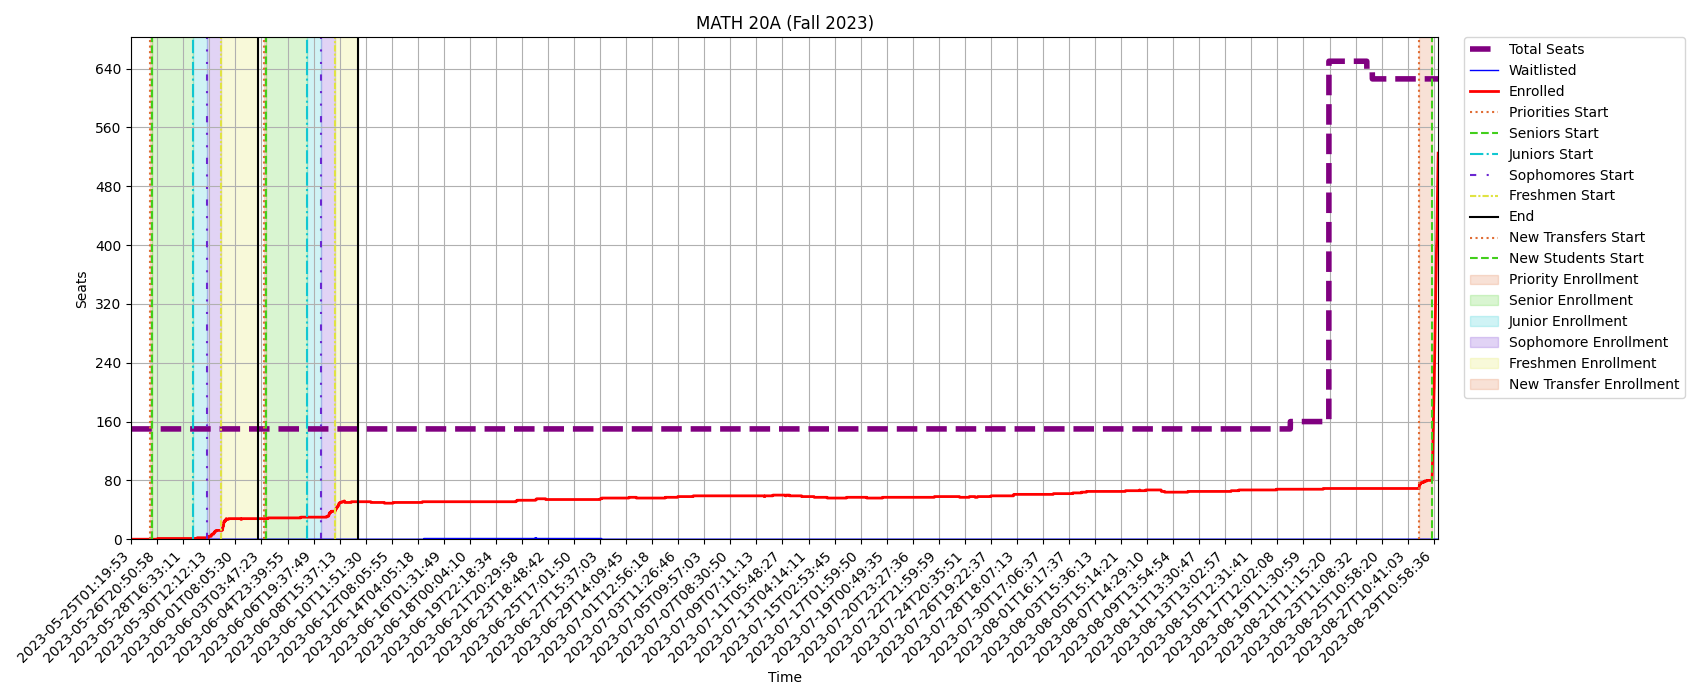 MATH 20A (Fall 2023)
Seats
640
560
480
400
320
240
160
80
0
2023-05-25T01:19:53
2023-05-26T20:50:58
2023-05-28T16:33:11
2023-05-30T12:12:13
2023-06-01T08:05:30
2023-06-03T03:47:23
2023-06-04T23:39:55
2023-06-06T19:37:49
2023-06-08T15:37:13
2023-06-10T11:51:30
2023-06-12T08:05:55
2023-06-14T04:05:18
2023-06-16T01:31:49
2023-06-18T00:04:10
2023-06-19T22:18:34
2023-06-21T20:29:58
2023-06-23T18:48:42
2023-06-25T17:01:50
2023-06-27T15:37:03
2023-06-29T14:09:45
2023-07-01T12:56:18
2023-07-03T11:26:46
2023-07-05T09:57:03
2023-07-07T08:30:50
2023-07-09T07:11:13
2023-07-11T05:48:27
2023-07-13T04:14:11
2023-07-15T02:53:45
2023-07-17T01:59:50
2023-07-19T00:49:35
2023-07-20T23:27:36
2023-07-22T21:59:59
2023-07-24T20:35:51
2023-07-26T19:22:37
2023-07-28T18:07:13
2023-07-30T17:06:37
2023-08-01T16:17:37
2023-08-03T15:36:13
2023-08-05T15:14:21
2023-08-07T14:29:10
2023-08-09T13:54:54
2023-08-11T13:30:47
2023-08-13T13:02:57
2023-08-15T12:31:41
2023-08-17T12:02:08
2023-08-19T11:30:59
2023-08-21T11:15:20
2023-08-23T11:08:32
2023-08-25T10:58:20
2023-08-27T10:41:03
2023-08-29T10:58:36
Time
Total Seats
Waitlisted
Enrolled
Priorities Start
Seniors Start
Juniors Start
Sophomores Start
Freshmen Start
End
New Transfers Start
New Students Start
Priority Enrollment
Senior Enrollment
Junior Enrollment
Sophomore Enrollment
Freshmen Enrollment
New Transfer Enrollment